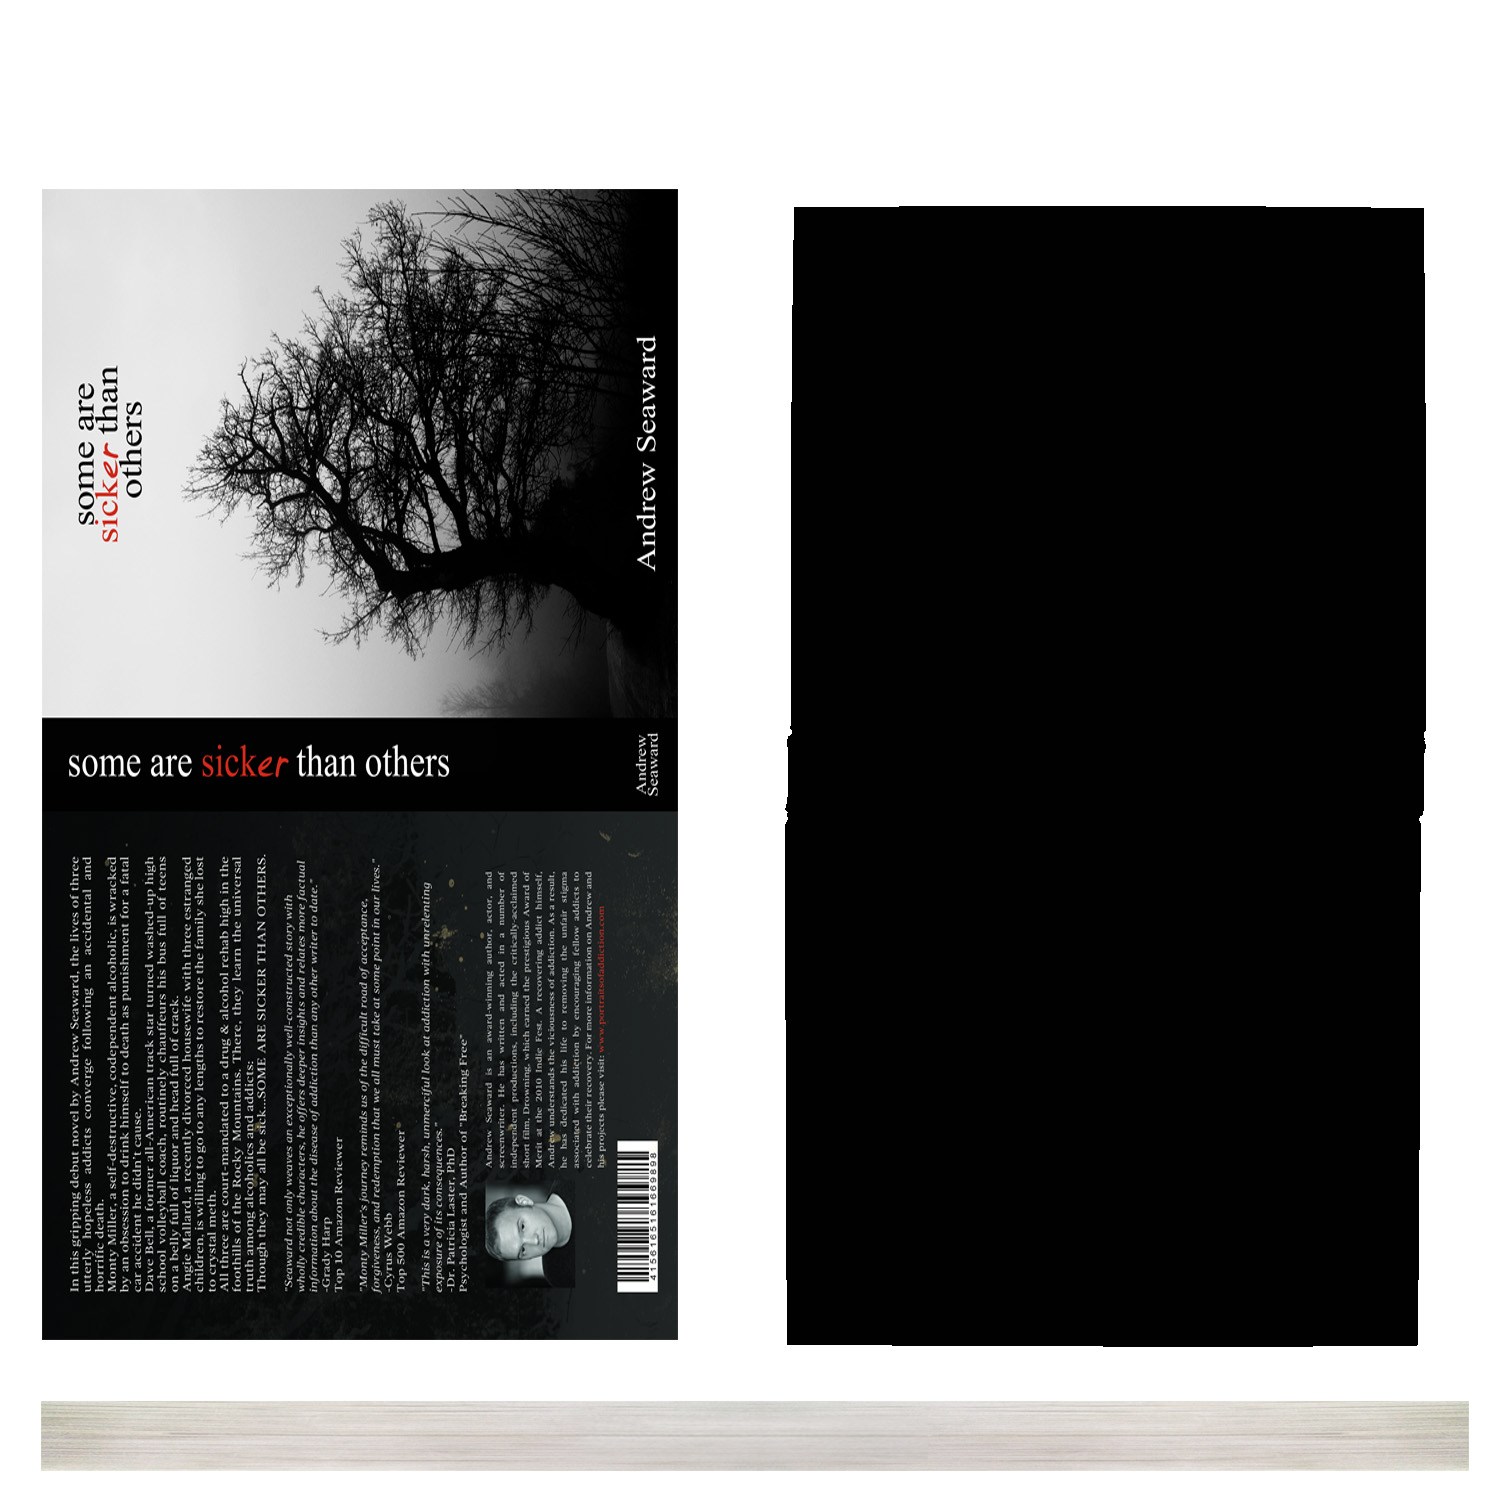 some are
sicker than
others
Andrew Seaward
some are sicker than others
Andrew
Seaward
In this gripping debut novel by Andrew Seaward, the lives of three
utterly hopeless addicts converge following an accidental and
horrific death.
Monty Miller, a self-destructive, codependent alcoholic, is wracked
by an obsession to drink himself to death as punishment for a fatal
car accident he didn't cause.
Dave Bell, a former all-American track star turned washed-up high
school volleyball coach, routinely chauffeurs his bus full of teens
on a belly full of liquor and head full of crack.
Angie Mallard, a recently divorced housewife with three estranged
children, is willing to go to any lengths to restore the family she lost
to crystal meth.
All three are court-mandated to a drug & alcohol rehab high in the
foothills of the Rocky Mountains. There, they learn the universal
truth among alcoholics and addicts:
Though they may all be sick...SOME ARE SICKER THAN OTHERS.
"Seaward not only weaves an exceptionally well-constructed story with
wholly credible characters, he offers deeper insights and relates more factual
information about the disease of addiction than any other writer to date."
-Grady Harp
Top 10 Amazon Reviewer
"Monty Miller's journey reminds us of the difficult road of acceptance,
forgiveness, and redemption that we all must take at some point in our lives."
-Cyrus Webb
Top 500 Amazon Reviewer
"This is a very dark, harsh, unmerciful look at addiction with unrelenting
exposure of its consequences."
-Dr. Patricia Laster, PhD
Psychologist and Author of "Breaking Free"
Andrew Seaward is an award-winning author, actor, and
screenwriter. He has written and acted in a number of
independent productions, including the critically-acclaimed
short film, Drowning, which earned the prestigious Award of
Merit at the 2010 Indie Fest. A recovering addict himself,
Andrew understands the viciousness of addiction. As a result,
he has dedicated his life to removing the unfair stigma
associated with addiction by encouraging fellow addicts to
celebrate their recovery. For more information on Andrew and
his projects please visit: www.portraitsofaddiction.com
4156165161669898